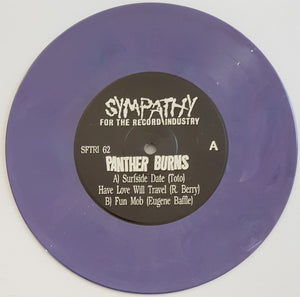 SYMPATHY
FOR THE RECORD INDUSTRY
SFTRI 62
PANTHER BURNS
A
A) Surfside Date (Toto)
Have Love Will Travel (R. Berry)
B) Fun Mob (Eugene Baffle)